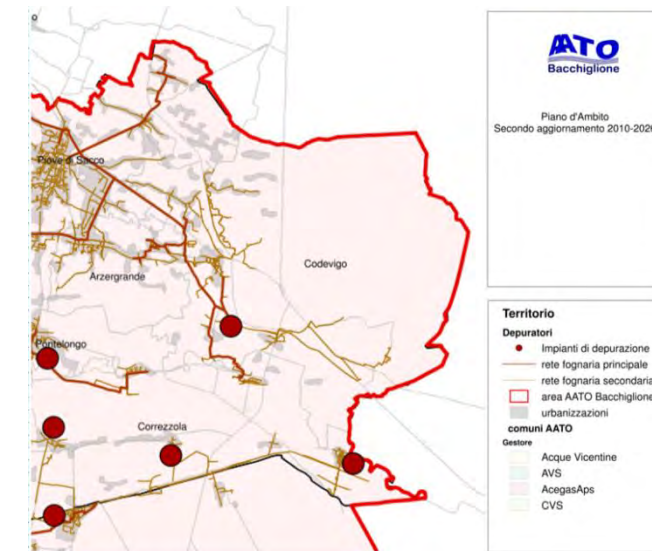 Piove di Sacco
Arzergrande
Codevigo
Pontelongo
Correzzola
AATO
Bacchiglione
Piano d'Ambito
Secondo aggiornamento 2010-2026
Territorio
Depuratori
Impianti di depurazione
rete fognaria principale
rete fognaria secondaria
area AATO Bacchiglione
urbanizzazioni
comuni AATO
Gestore
Acque Vicentine
AVS
AcegasAps
CVS